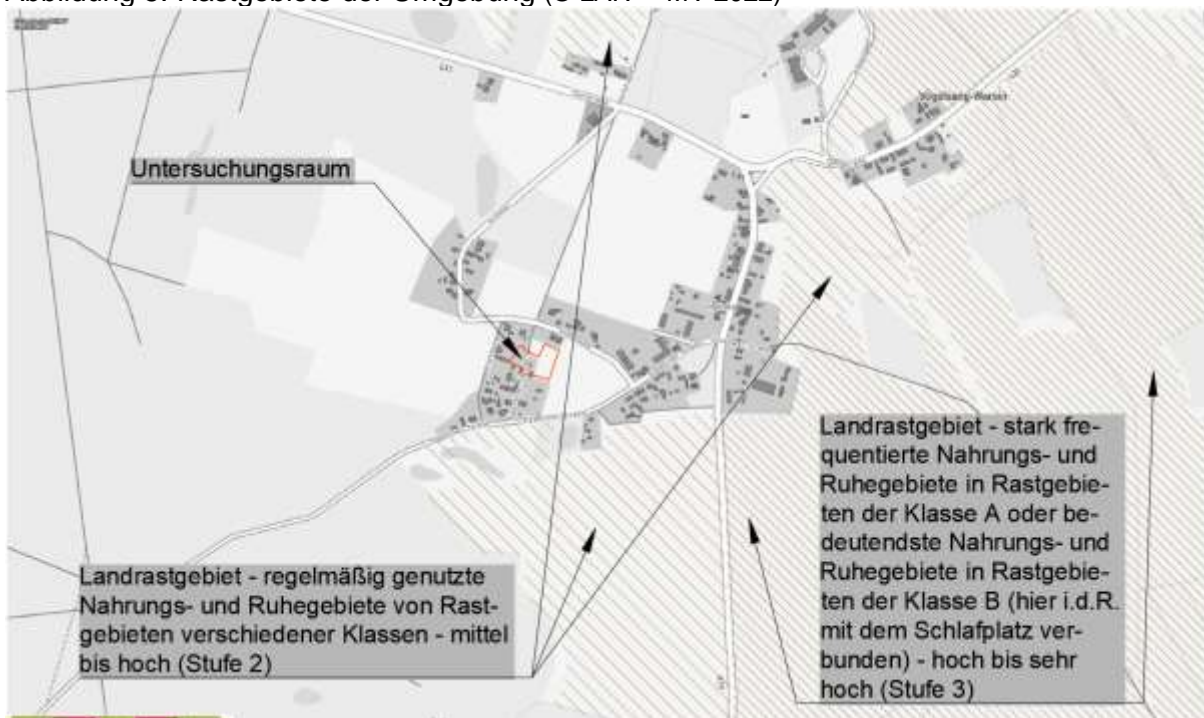 Untersuchungsraum
Vogelsang-Warsin
Landrastgebiet - regelmäßig genutzte
Nahrungs- und Ruhegebiete von Rast-
gebieten verschiedener Klassen - mittel
bis hoch (Stufe 2)
Landrastgebiet - stark fre-
quentierte Nahrungs- und
Ruhegebiete in Rastgebie-
ten der Klasse A oder be-
deutendste Nahrungs- und
Ruhegebiete in Rastgebie-
ten der Klasse B (hier i.d.R.
mit dem Schlafplatz ver-
bunden) - hoch bis sehr
hoch (Stufe 3)